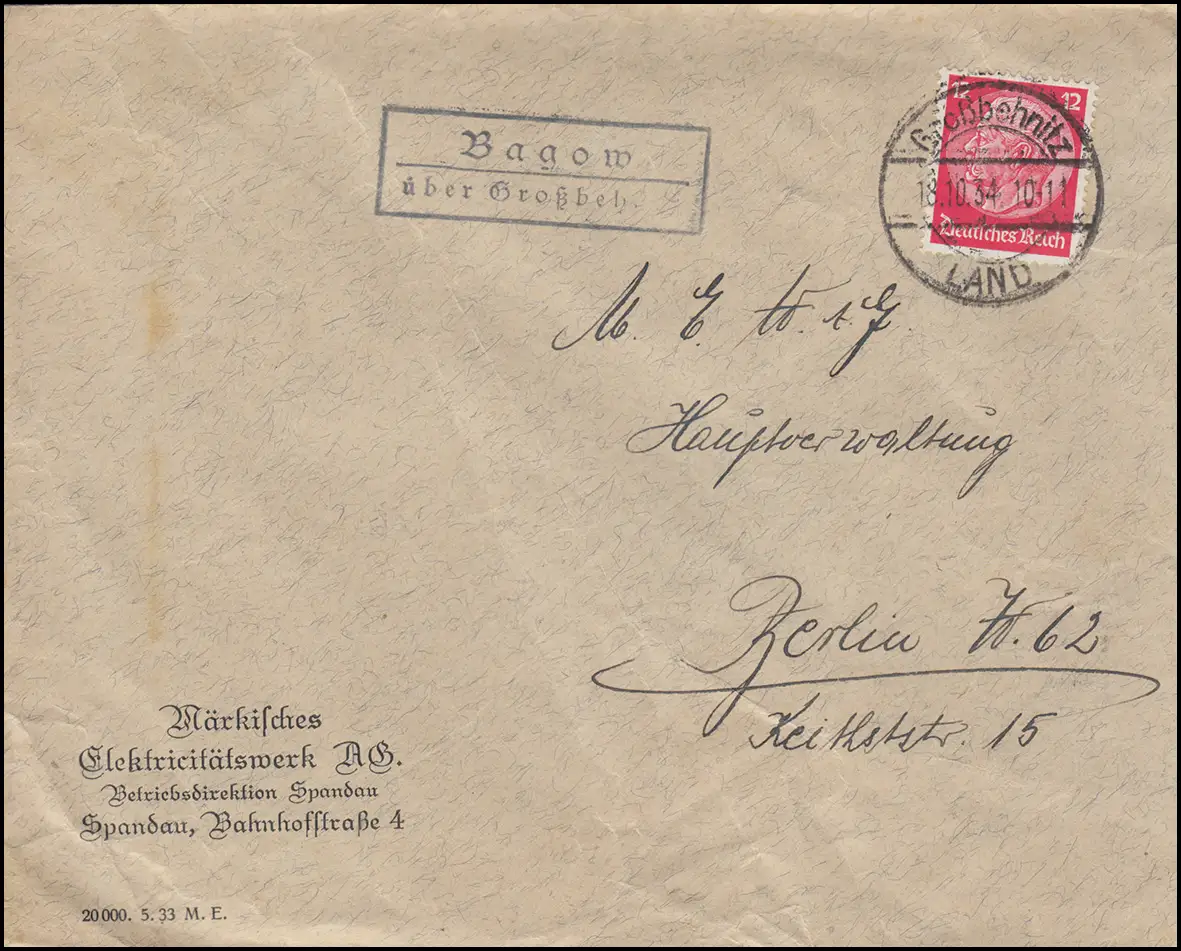 Bagow
über Großbeh.
12 12
Großbehnitz
18.10.34. 10-11
Deutsches Reich
LAND
M. E. W. A. G.
Hauptverwaltung
Berlin W. 62
Keithstr. 15
Märkisches
Elektricitätswerk AG.
Betriebsdirektion Spandau
Spandau, Bahnhofstraße 4
20000. 5.33 M. E.